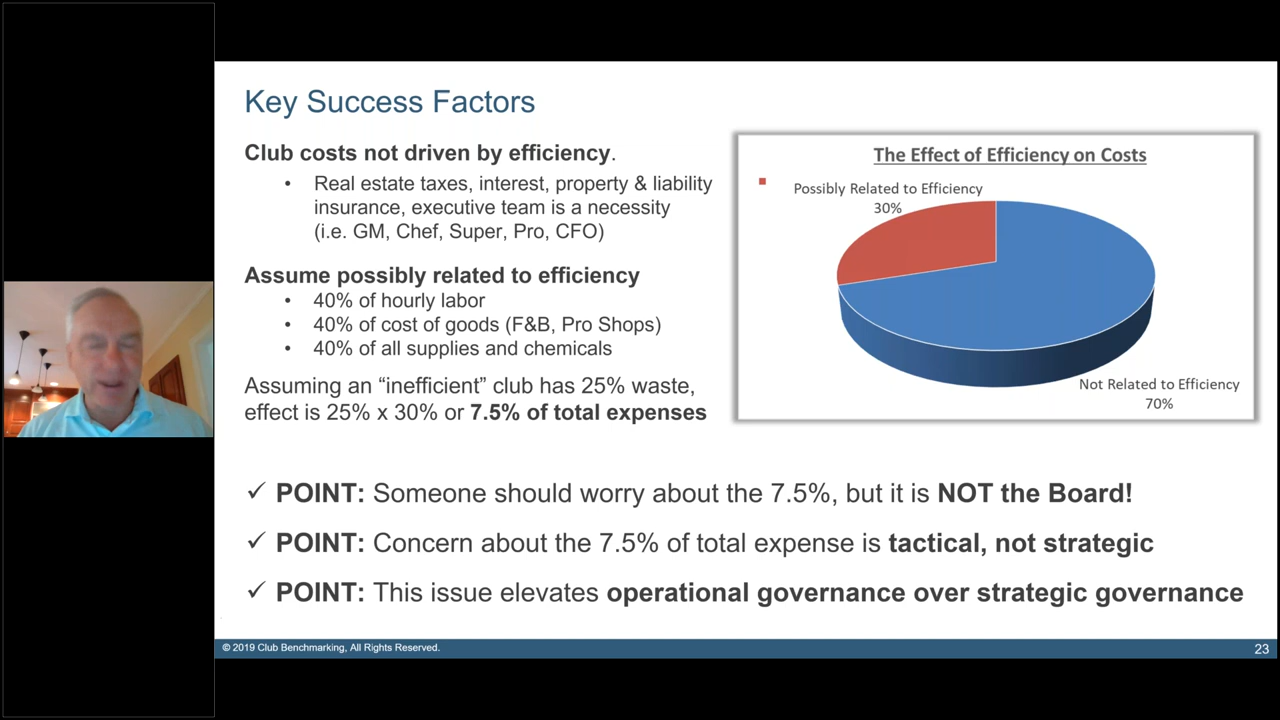 Key Success Factors
Club costs not driven by efficiency.
• Real estate taxes, interest, property & liability
insurance, executive team is a necessity
(i.e. GM, Chef, Super, Pro, CFO)
Assume possibly related to efficiency
• 40% of hourly labor
• 40% of cost of goods (F&B, Pro Shops)
• 40% of all supplies and chemicals
Assuming an “inefficient” club has 25% waste,
effect is 25% x 30% or 7.5% of total expenses
The Effect of Efficiency on Costs
Possibly Related to Efficiency
30%
Not Related to Efficiency
70%
✓ POINT: Someone should worry about the 7.5%, but it is NOT the Board!
✓ POINT: Concern about the 7.5% of total expense is tactical, not strategic
✓ POINT: This issue elevates operational governance over strategic governance
© 2019 Club Benchmarking, All Rights Reserved.
23